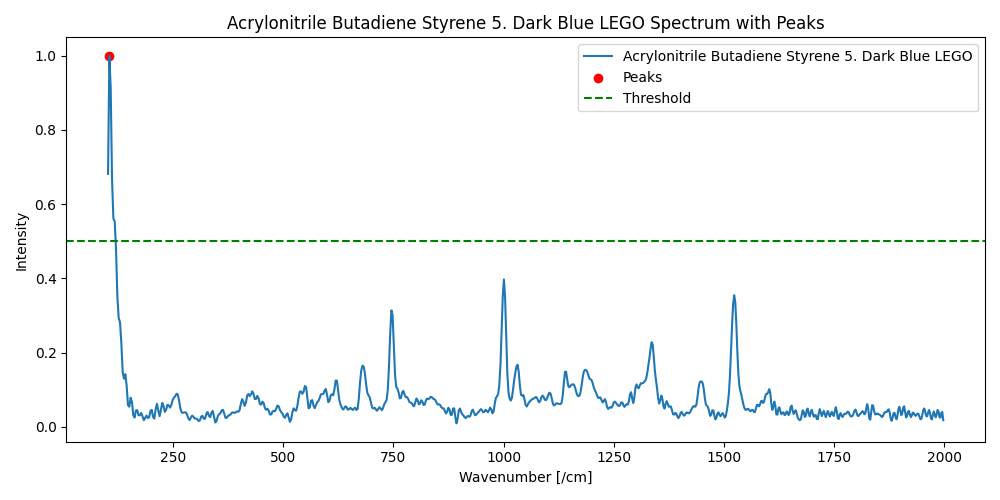 Acrylonitrile Butadiene Styrene 5. Dark Blue LEGO Spectrum with Peaks
Acrylonitrile Butadiene Styrene 5. Dark Blue LEGO
Peaks
Threshold
Intensity
1.0
0.8
0.6
0.4
0.2
0.0
250 500 750 1000 1250 1500 1750 2000
Wavenumber [/cm]